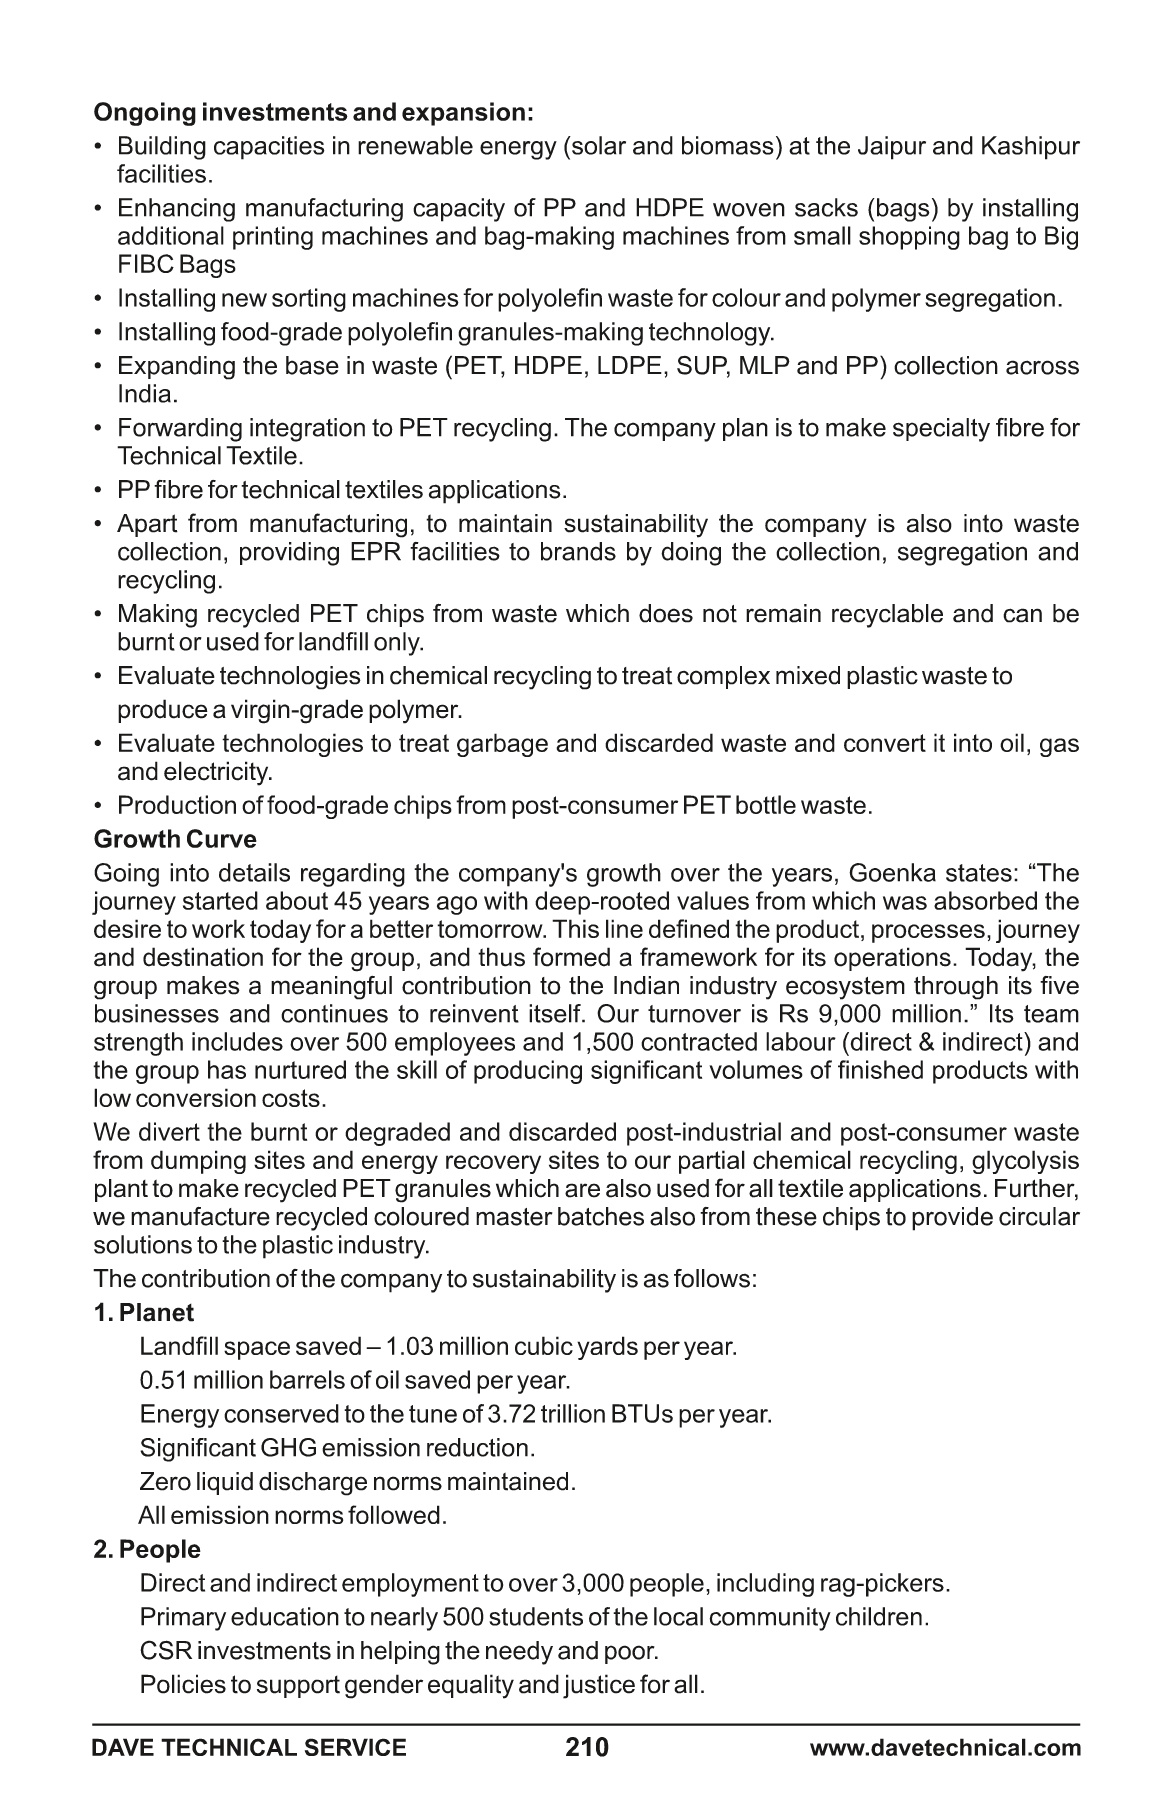 Ongoing investments and expansion:
• Building capacities in renewable energy (solar and biomass) at the Jaipur and Kashipur
facilities.
• Enhancing manufacturing capacity of PP and HDPE woven sacks (bags) by installing
additional printing machines and bag-making machines from small shopping bag to Big
FIBC Bags
• Installing new sorting machines for polyolefin waste for colour and polymer segregation.
• Installing food-grade polyolefin granules-making technology.
• Expanding the base in waste (PET, HDPE, LDPE, SUP, MLP and PP) collection across
India.
• Forwarding integration to PET recycling. The company plan is to make specialty fibre for
Technical Textile.
• PP fibre for technical textiles applications.
• Apart from manufacturing, to maintain sustainability the company is also into waste
collection, providing EPR facilities to brands by doing the collection, segregation and
recycling.
• Making recycled PET chips from waste which does not remain recyclable and can be
burnt or used for landfill only.
• Evaluate technologies in chemical recycling to treat complex mixed plastic waste to
produce a virgin-grade polymer.
• Evaluate technologies to treat garbage and discarded waste and convert it into oil, gas
and electricity.
• Production of food-grade chips from post-consumer PET bottle waste.
Growth Curve
Going into details regarding the company's growth over the years, Goenka states: “The
journey started about 45 years ago with deep-rooted values from which was absorbed the
desire to work today for a better tomorrow. This line defined the product, processes, journey
and destination for the group, and thus formed a framework for its operations. Today, the
group makes a meaningful contribution to the Indian industry ecosystem through its five
businesses and continues to reinvent itself. Our turnover is Rs 9,000 million.” Its team
strength includes over 500 employees and 1,500 contracted labour (direct & indirect) and
the group has nurtured the skill of producing significant volumes of finished products with
low conversion costs.
We divert the burnt or degraded and discarded post-industrial and post-consumer waste
from dumping sites and energy recovery sites to our partial chemical recycling, glycolysis
plant to make recycled PET granules which are also used for all textile applications. Further,
we manufacture recycled coloured master batches also from these chips to provide circular
solutions to the plastic industry.
The contribution of the company to sustainability is as follows:
1. Planet
Landfill space saved – 1.03 million cubic yards per year.
0.51 million barrels of oil saved per year.
Energy conserved to the tune of 3.72 trillion BTUs per year.
Significant GHG emission reduction.
Zero liquid discharge norms maintained.
All emission norms followed.
2. People
Direct and indirect employment to over 3,000 people, including rag-pickers.
Primary education to nearly 500 students of the local community children.
CSR investments in helping the needy and poor.
Policies to support gender equality and justice for all.
DAVE TECHNICAL SERVICE 210 www.davetechnical.com